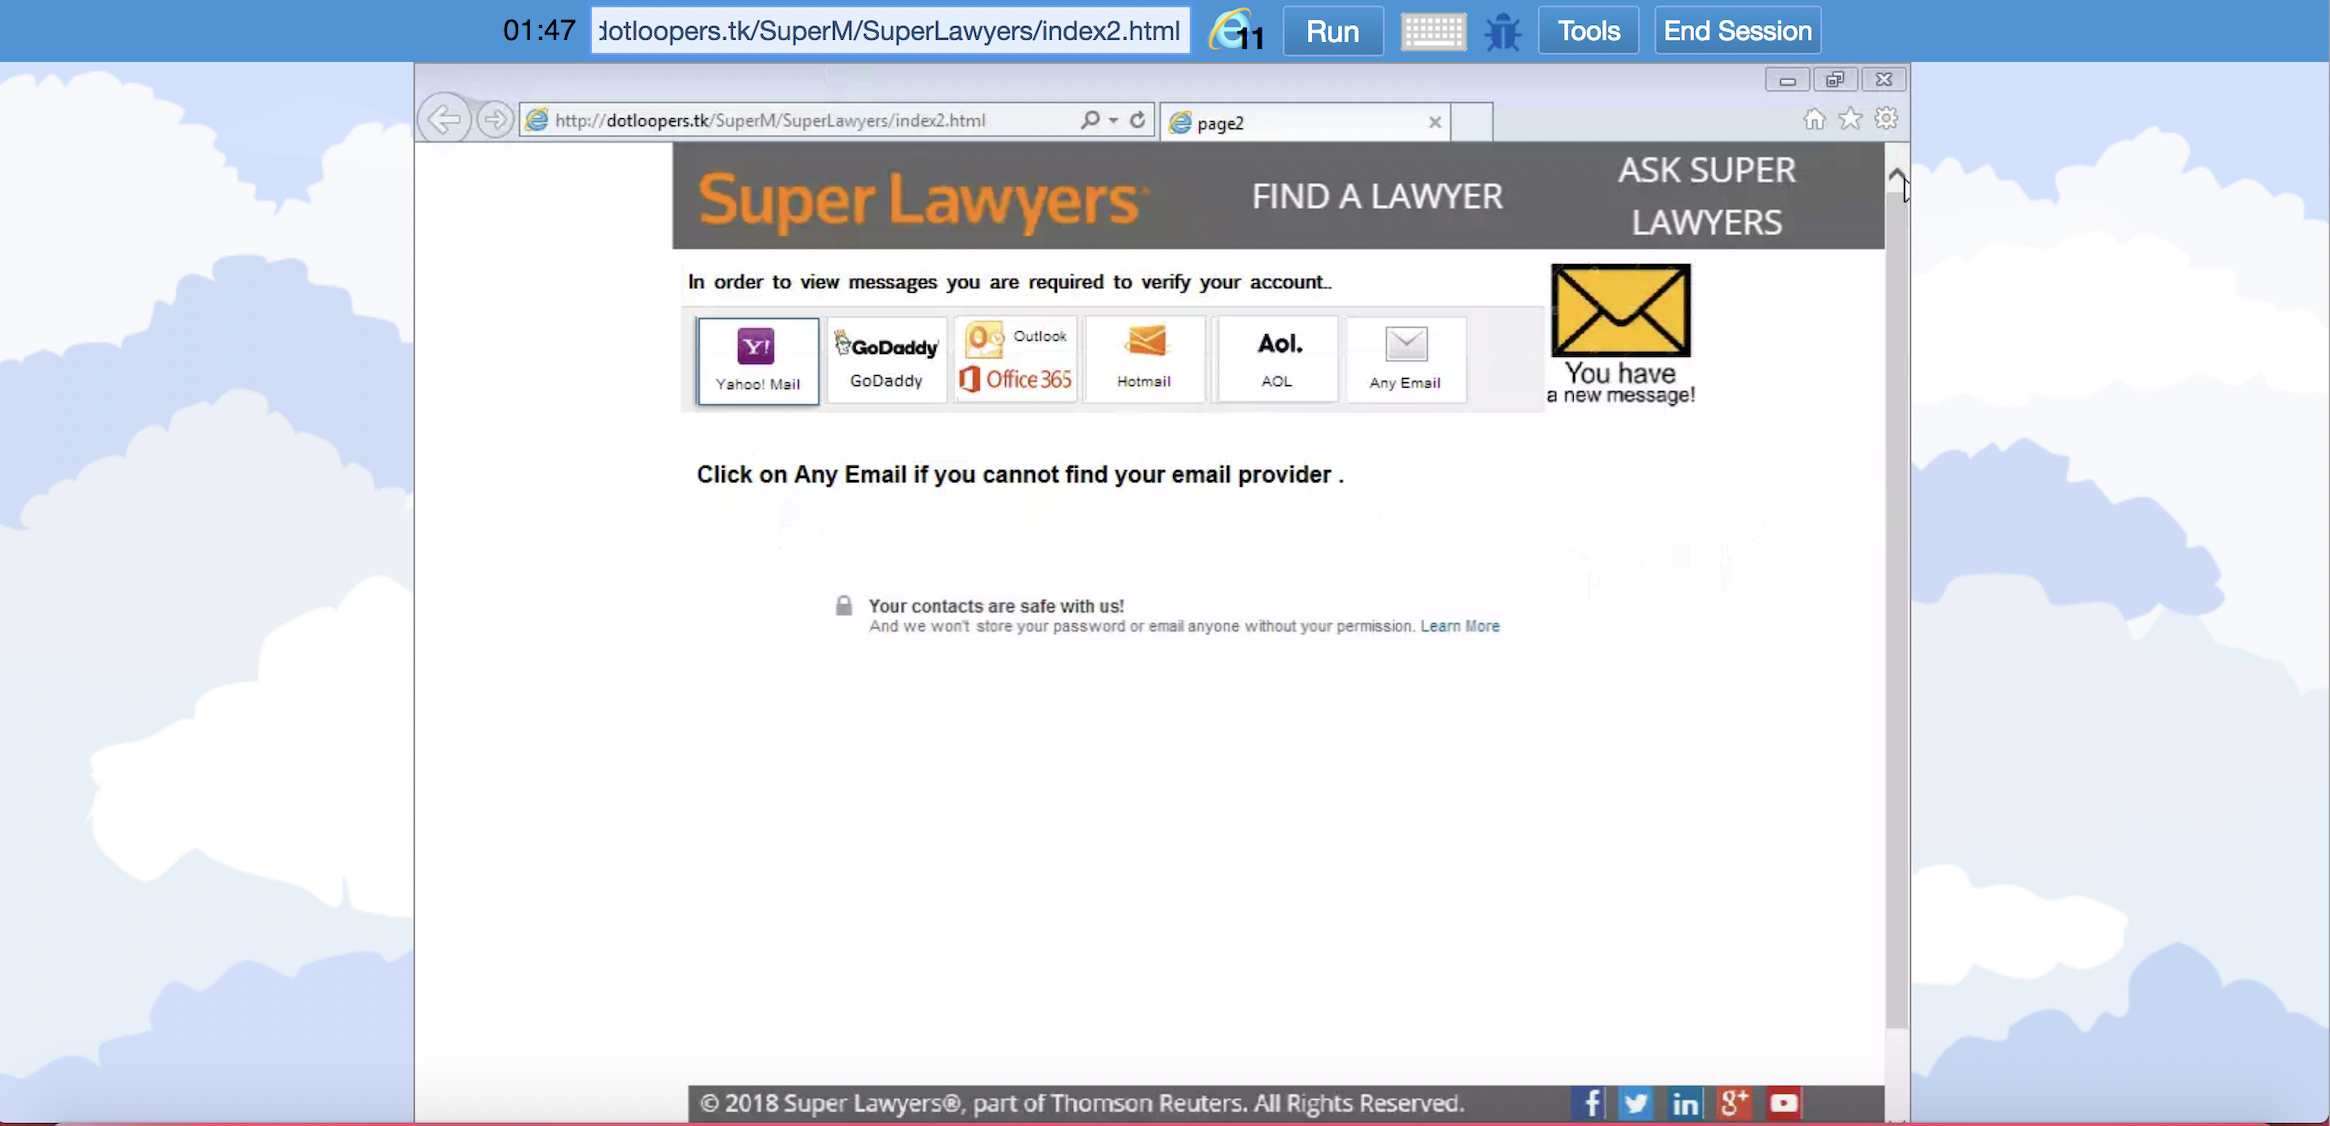 01:47
dotloopers.tk/SuperM/SuperLawyers/index2.html
11
Run
Tools
End Session
http://dotloopers.tk/SuperM/SuperLawyers/index2.html
page2
Super Lawyers
FIND A LAWYER
ASK SUPER
LAWYERS
In order to view messages you are required to verify your account..
Y!
Yahoo! Mail
GoDaddy
GoDaddy
Outlook
Office 365
Hotmail
Aol.
AOL
Any Email
You have
a new message!
Click on Any Email if you cannot find your email provider .
Your contacts are safe with us!
And we won't store your password or email anyone without your permission. Learn More
© 2018 Super Lawyers®, part of Thomson Reuters. All Rights Reserved.
f
in
g+